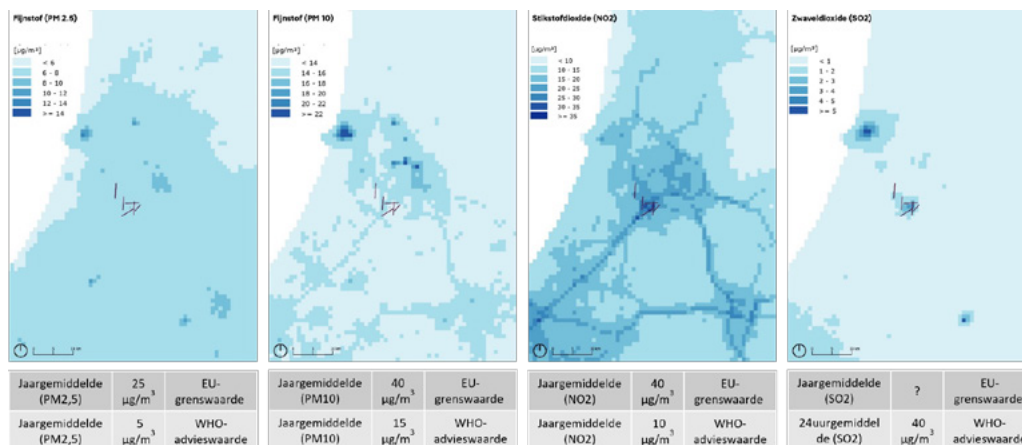 Fijnstof (PM 2.5)
[µg/m³]
< 6
6 - 8
8 - 10
10 - 12
12 - 14
>= 14
Fijnstof (PM 10)
[µg/m³]
< 14
14 - 16
16 - 18
18 - 20
20 - 22
>= 22
Stikstofdioxide (NO2)
[µg/m³]
< 10
10 - 15
15 - 20
20 - 25
25 - 30
30 - 35
>= 35
Zwaveldioxide (SO2)
[µg/m³]
< 1
1 - 2
2 - 3
3 - 4
4 - 5
>= 5
Jaargemiddelde (PM2,5)
25 µg/m³
EU-grenswaarde
Jaargemiddelde (PM2,5)
5 µg/m³
WHO-advieswaarde
Jaargemiddelde (PM10)
40 µg/m³
EU-grenswaarde
Jaargemiddelde (PM10)
15 µg/m³
WHO-advieswaarde
Jaargemiddelde (NO2)
40 µg/m³
EU-grenswaarde
Jaargemiddelde (NO2)
10 µg/m³
WHO-advieswaarde
Jaargemiddelde (SO2)
?
EU-grenswaarde
24uurgemiddelde (SO2)
40 µg/m³
WHO-advieswaarde